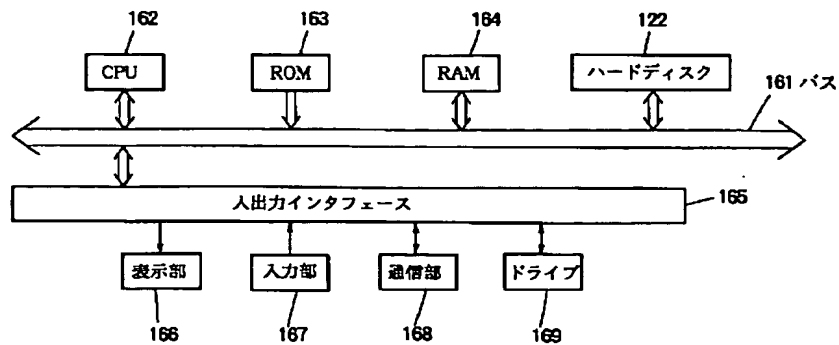 162 163 164 122
CPU ROM RAM ハードディスク
161 バス
入出力インタフェース 165
表示部 入力部 通信部 ドライブ
166 167 168 169